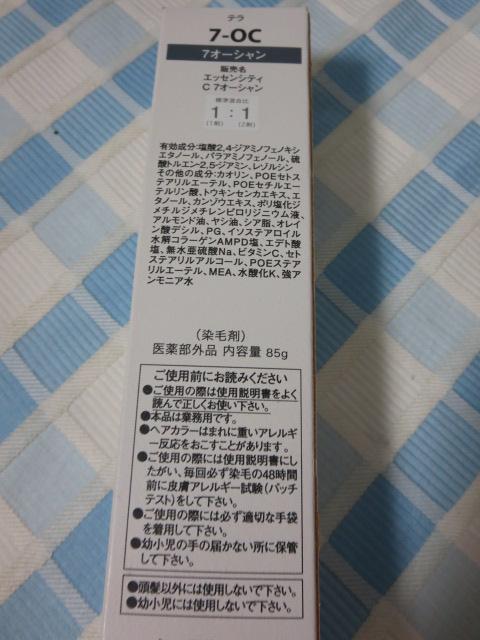 テラ
7-OC
7オーシャン
販売名
エッセンシティ
C 7オーシャン
標準混合比
1 : 1
(1剤) (2剤)
有効成分:塩酸2,4-ジアミノフェノキシ
エタノール、パラアミノフェノール、硫
酸トルエン-2,5-ジアミン、レゾルシン
その他の成分:カオリン、POEセトス
テアリルエーテル、POEセチルエー
テル、トウキンセンカエキス、エ
タノール、カンゾウエキス、ポリ塩化ジ
メチルジメチレンピロリジニウム液、
アルモンド油、ヤシ油、シア脂、オレイ
ン酸デシル、PG、イソステアロイル
水解コラーゲンAMPD塩、エデト酸
塩、無水亜硫酸Na、ビタミンC、セト
ステアリルアルコール、POEステア
リルエーテル、MEA、水酸化K、強ア
ンモニア水
(染毛剤)
医薬部外品 内容量 85g
ご使用前にお読みください
●ご使用の際は使用説明書をよく
読んで正しくお使い下さい。
●本品は業務用です。
●ヘアカラーはまれに重いアレルギ
ー反応をおこすことがあります。
●ご使用の際には使用説明書にし
たがい、毎回必ず染毛の48時間
前に皮膚アレルギー試験(パッチ
テスト)をして下さい。
●ご使用の際には必ず適切な手袋
を着用して下さい。
●幼小児の手の届かない所に保管
して下さい。
●頭髪以外には使用しないで下さい。
●幼小児には使用しないで下さい。